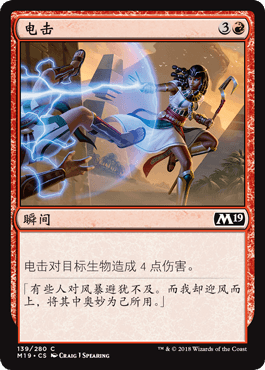 电击 3
M19
瞬间
电击对目标生物造成4点伤害。
「有些人对风暴避犹不及。而我却迎风而
上，将其中奥妙为己所用。」
139/280 C
M19 • CS CRAIG J SPEARING
™ & © 2018 Wizards of the Coast